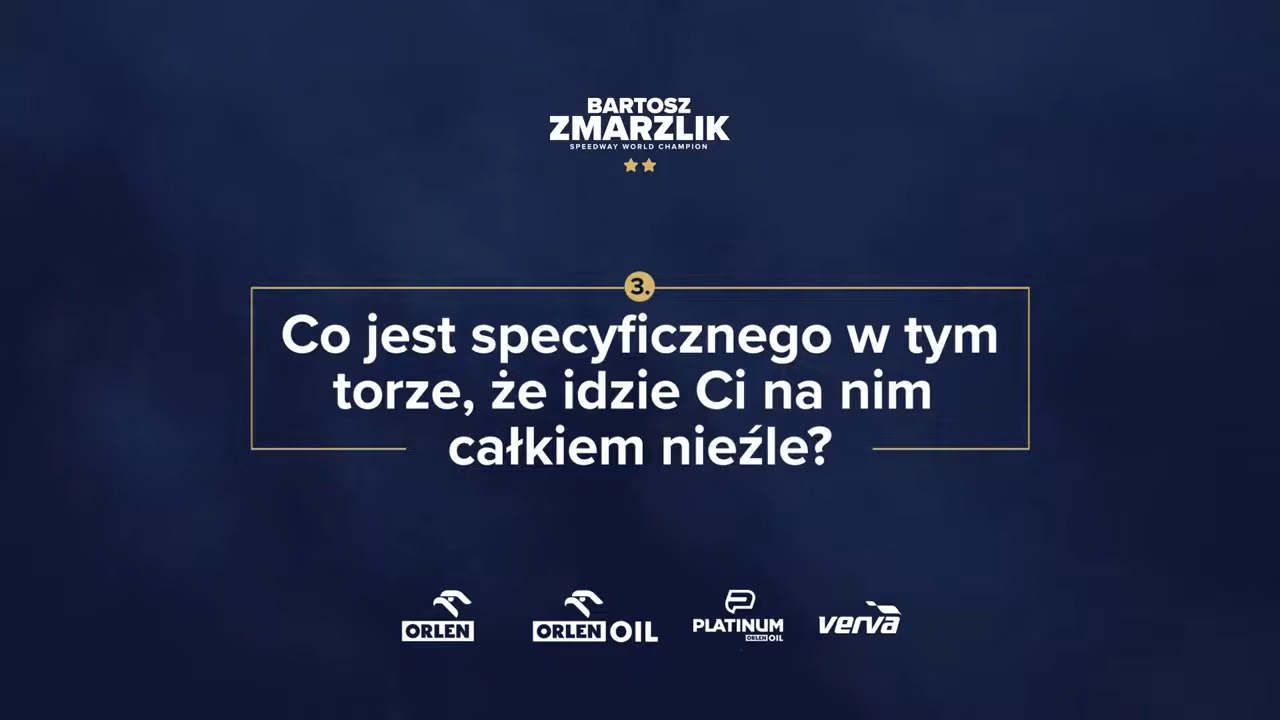 BARTOSZ
ZMARZLIK
SPEEDWAY WORLD CHAMPION
3.
Co jest specyficznego w tym
torze, że idzie Ci na nim
całkiem nieźle?
ORLEN
ORLEN OIL
PLATINUM
ORLEN OIL
verva